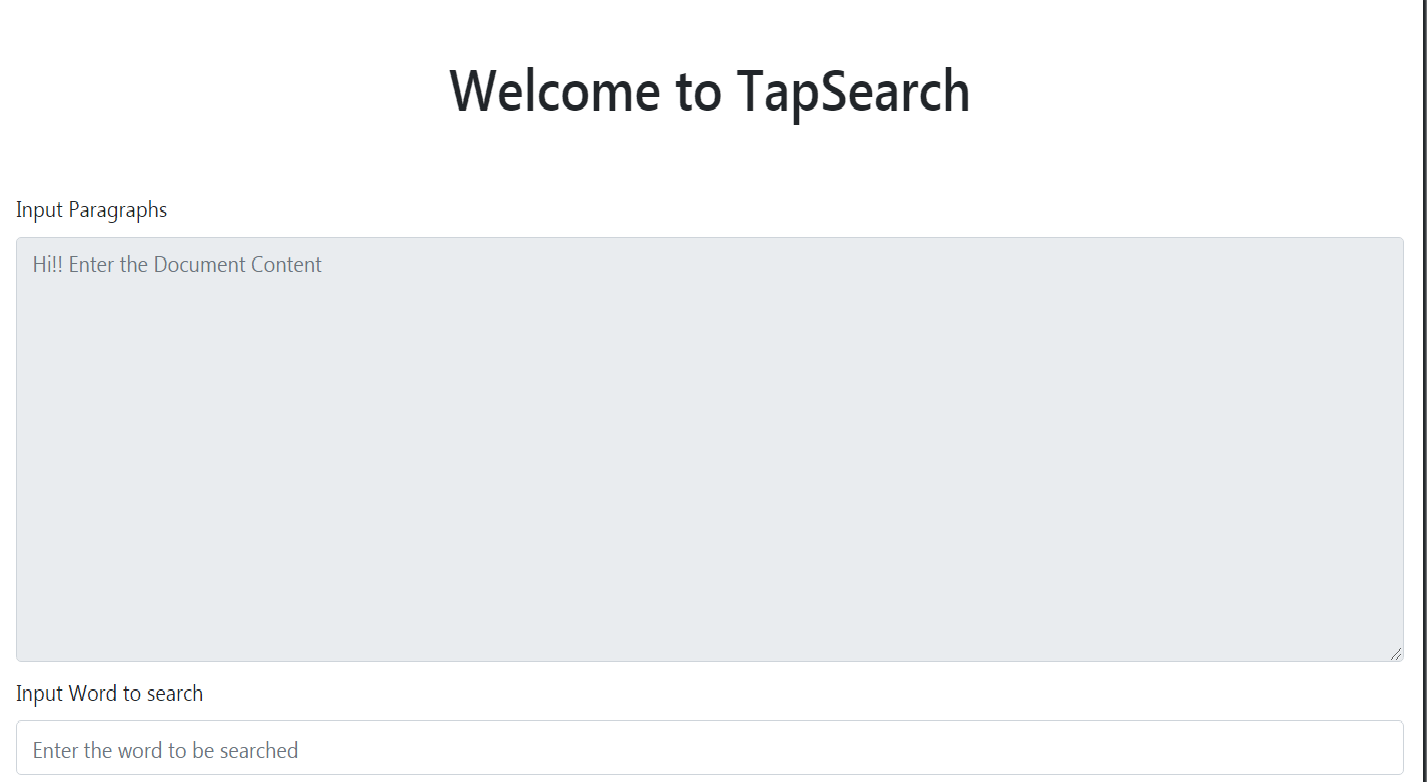 Welcome to TapSearch
Input Paragraphs
Hi!! Enter the Document Content
Input Word to search
Enter the word to be searched